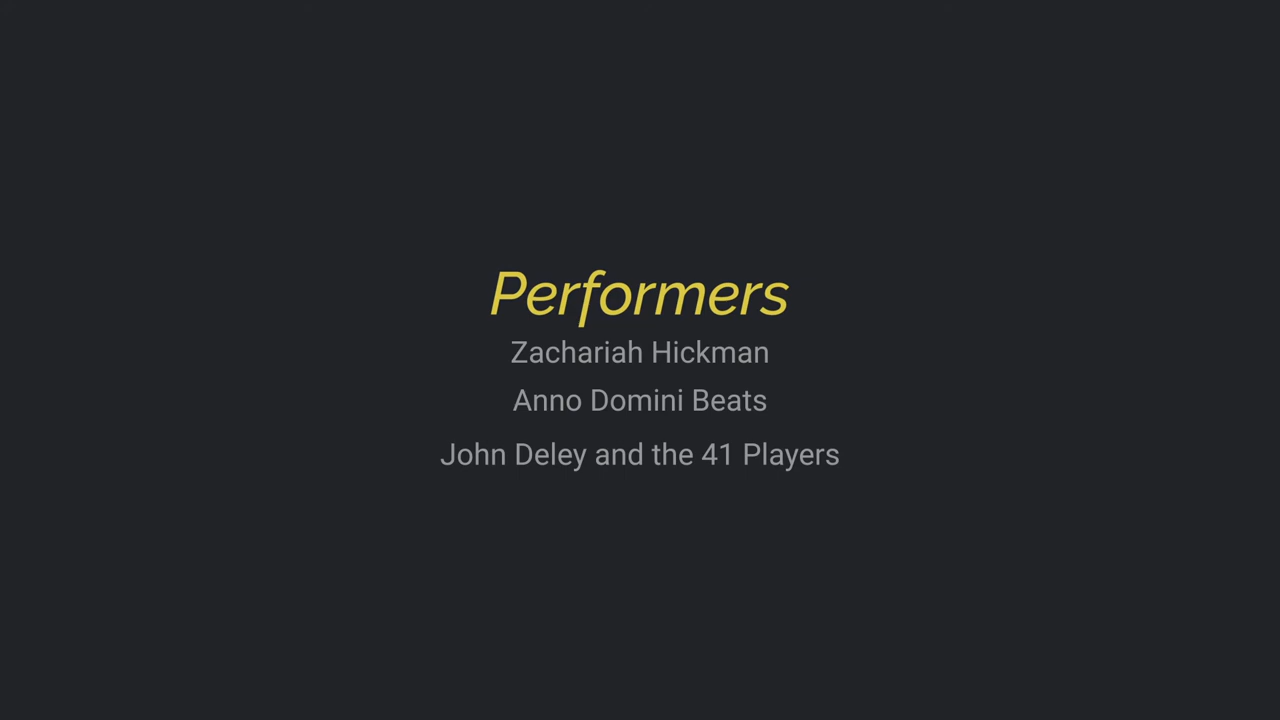 Performers
Zachariah Hickman
Anno Domini Beats
John Deley and the 41 Players